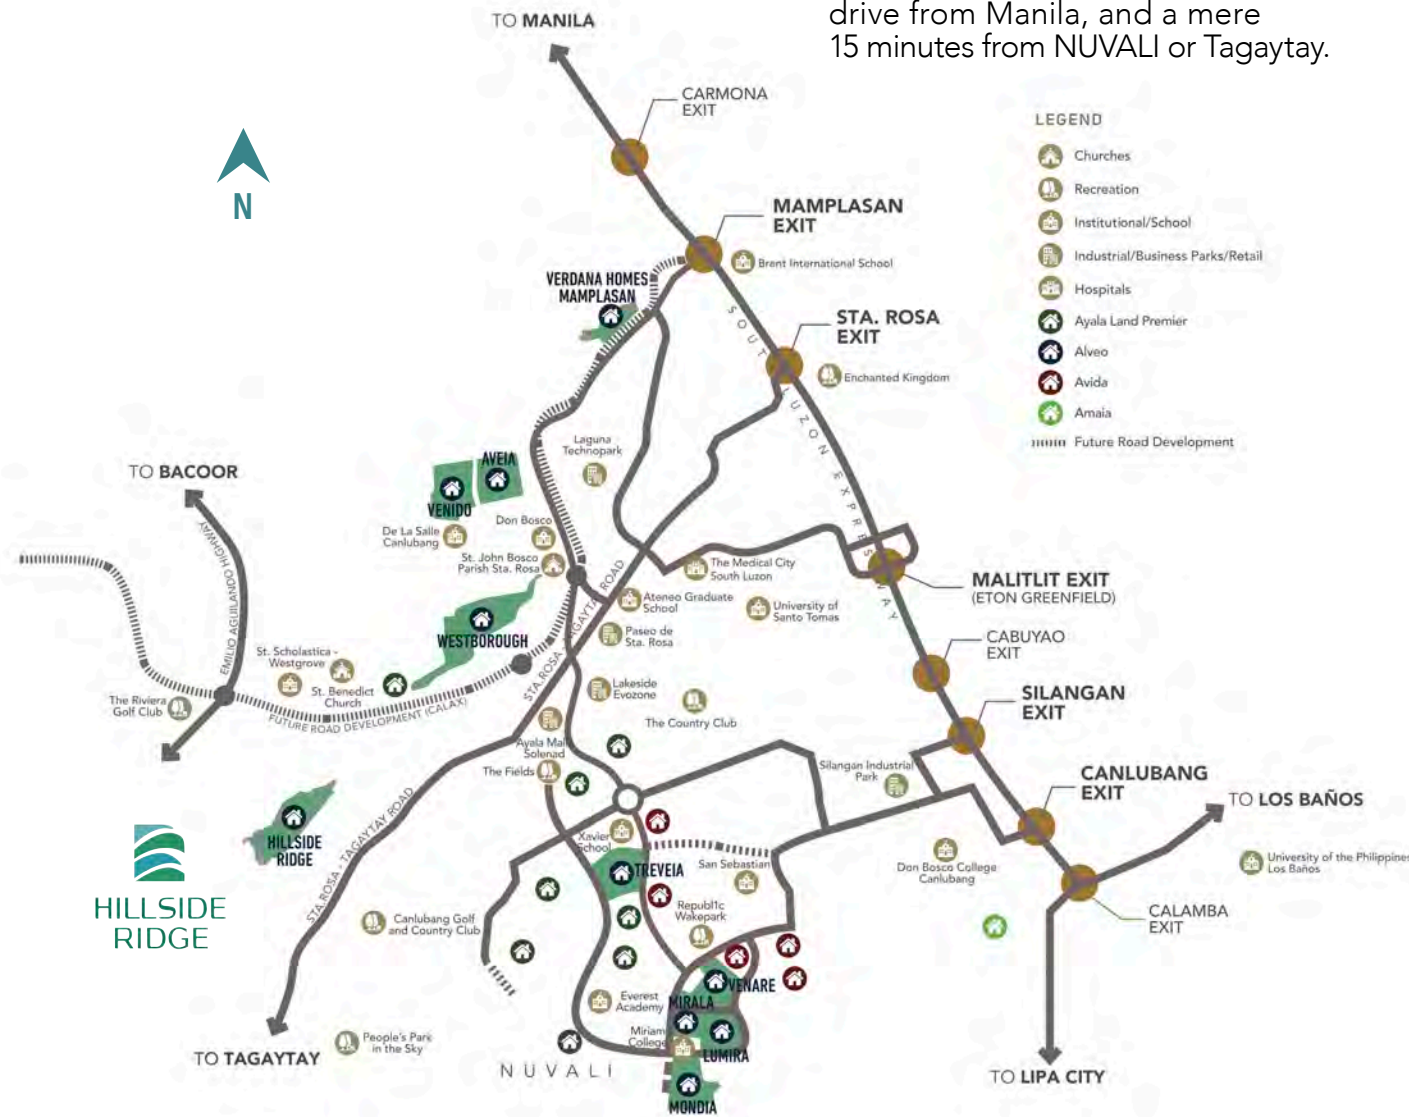 drive from Manila, and a mere
15 minutes from NUVALI or Tagaytay.
TO MANILA
CARMONA
EXIT
N
MAMPLASAN
EXIT
Brent International School
VERDANA HOMES
MAMPLASAN
STA. ROSA
EXIT
Enchanted Kingdom
LEGEND
Churches
Recreation
Institutional/School
Industrial/Business Parks/Retail
Hospitals
Ayala Land Premier
Alveo
Avida
Amaia
Future Road Development
SOUT LUZON EXPRESWAY
Laguna
Technopark
TO BACOOR
EMILIO AGUILANDO HIGHWAY
AVEIA
VENIDO
De La Salle
Canlubang
Don Bosco
St. John Bosco
Parish Sta. Rosa
The Medical City
South Luzon
MALITLIT EXIT
(ETON GREENFIELD)
Ateneo Graduate
School
University of
Santo Tomas
WESTBOROUGH
Paseo de
Sta. Rosa
CABUYAO
EXIT
STA. ROSA - TAGAYTAY ROAD
St. Scholastica -
Westgrove
St. Benedict
Church
The Riviera
Golf Club
FUTURE ROAD DEVELOPMENT (CALAX)
Lakeside
Evozone
The Country Club
SILANGAN
EXIT
Ayala Mall
Solenad
The Fields
Silangan Industrial
Park
CANLUBANG
EXIT
TO LOS BAÑOS
HILLSIDE
RIDGE
STA. ROSA - TAGAYTAY ROAD
Xavier
School
TREVEIA
San Sebastian
Don Bosco College
Canlubang
University of the Philippines
Los Baños
HILLSIDE
RIDGE
Canlubang Golf
and Country Club
Republ1c
Wakepark
CALAMBA
EXIT
VENARE
MIRALA
Everest
Academy
Miriam
College
LUMIRA
People's Park
in the Sky
TO TAGAYTAY
NUVALI
MONDIA
TO LIPA CITY